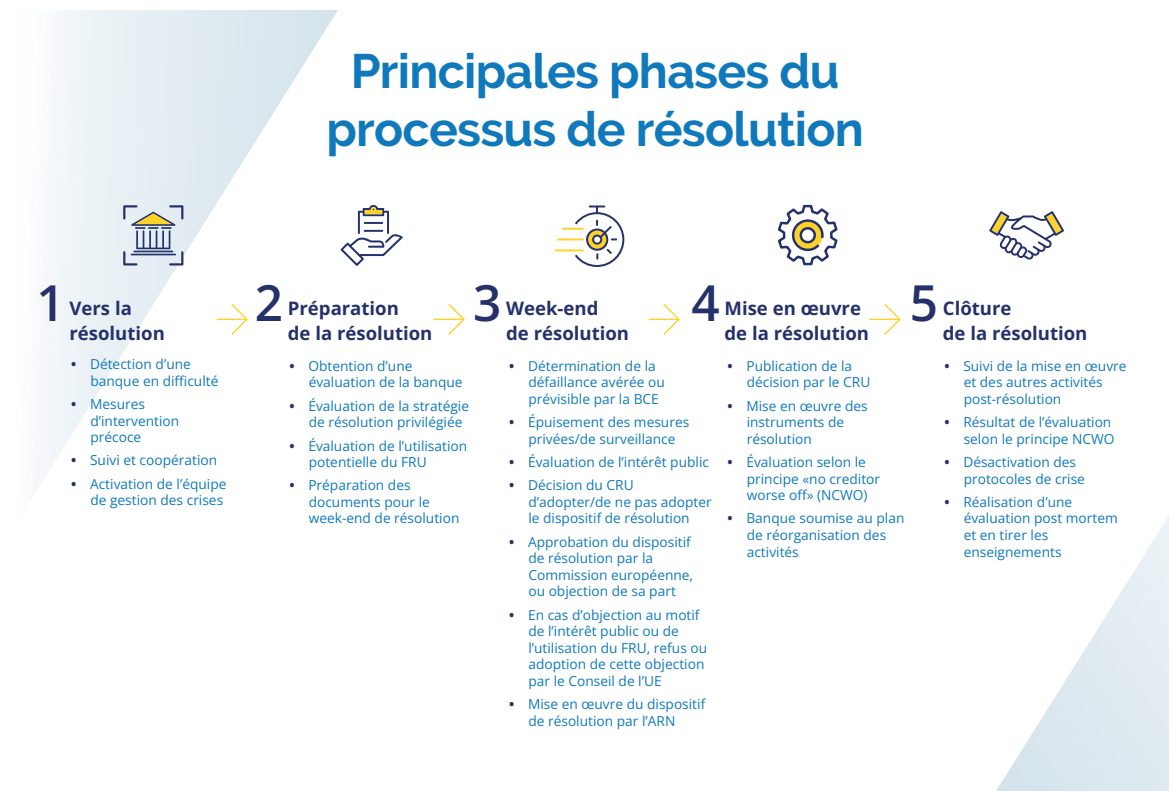 Principales phases du
processus de résolution
1 Vers la
résolution
• Détection d’une
banque en difficulté
• Mesures
d’intervention
précoce
• Suivi et coopération
• Activation de l’équipe
de gestion des crises
2 Préparation
de la résolution
• Obtention d’une
évaluation de la banque
• Évaluation de la stratégie
de résolution privilégiée
• Évaluation de l’utilisation
potentielle du FRU
• Préparation des
documents pour le
week-end de résolution
3 Week-end
de résolution
• Détermination de la
défaillance avérée ou
prévisible par la BCE
• Épuisement des mesures
privées/de surveillance
• Évaluation de l’intérêt public
• Décision du CRU
d’adopter/de ne pas adopter
le dispositif de résolution
• Approbation du dispositif
de résolution par la
Commission européenne,
ou objection de sa part
• En cas d’objection au motif
de l’intérêt public ou de
l’utilisation du FRU, refus ou
adoption de cette objection
par le Conseil de l’UE
• Mise en œuvre du dispositif
de résolution par l’ARN
4 Mise en œuvre
de la résolution
• Publication de la
décision par le CRU
• Mise en œuvre des
instruments de
résolution
• Évaluation selon le
principe «no creditor
worse off» (NCWO)
• Banque soumise au plan
de réorganisation des
activités
5 Clôture
de la résolution
• Suivi de la mise en œuvre
et des autres activités
post-résolution
• Résultat de l’évaluation
selon le principe NCWO
• Désactivation des
protocoles de crise
• Réalisation d’une
évaluation post mortem
et en tirer les
enseignements